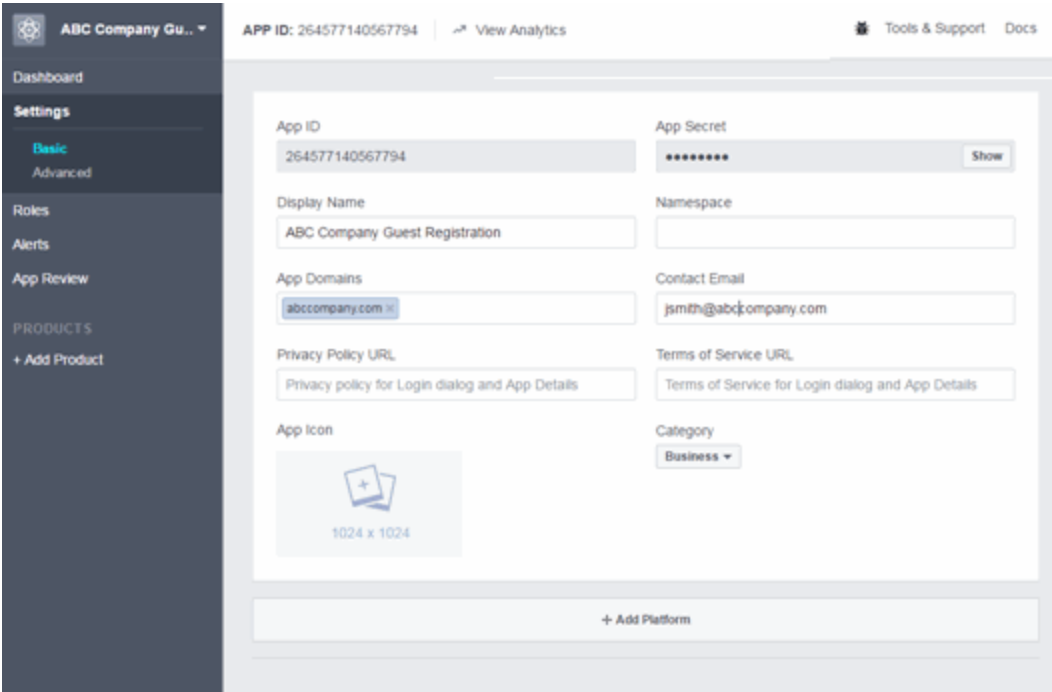 ABC Company Gu..
APP ID: 264577140567794
View Analytics
Tools & Support
Docs
Dashboard
Settings
Basic
Advanced
Roles
Alerts
App Review
PRODUCTS
+ Add Product
App ID
App Secret
264577140567794
••••••••
Show
Display Name
Namespace
ABC Company Guest Registration
App Domains
Contact Email
abccompany.com ×
jsmith@abccompany.com
Privacy Policy URL
Terms of Service URL
Privacy policy for Login dialog and App Details
Terms of Service for Login dialog and App Details
App Icon
Category
Business
1024 x 1024
+ Add Platform